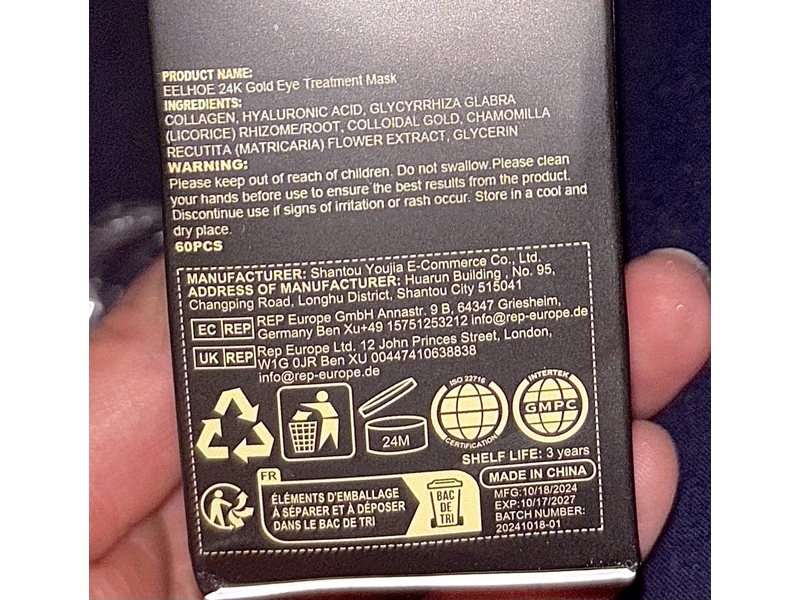 PRODUCT NAME:
EELHOE 24K Gold Eye Treatment Mask
INGREDIENTS:
COLLAGEN, HYALURONIC ACID, GLYCYRRHIZA GLABRA
(LICORICE) RHIZOME/ROOT, COLLOIDAL GOLD, CHAMOMILLA
RECUTITA (MATRICARIA) FLOWER EXTRACT, GLYCERIN
WARNING:
Please keep out of reach of children. Do not swallow.Please clean
your hands before use to ensure the best results from the product.
Discontinue use if signs of irritation or rash occur. Store in a cool and
dry place.
60PCS
MANUFACTURER: Shantou Youjia E-Commerce Co., Ltd.
ADDRESS OF MANUFACTURER: Huarun Building , No. 95,
Changping Road, Longhu District, Shantou City 515041
EC REP
REP Europe GmbH Annastr. 9 B, 64347 Griesheim,
Germany Ben Xu+49 15751253212 info@rep-europe.de
UK REP
Rep Europe Ltd. 12 John Princes Street, London,
W1G 0JR Ben XU 00447410638838
info@rep-europe.de
24M
ISO 22716
CERTIFICATION
INTERTEK
GMPC
SHELF LIFE: 3 years
MADE IN CHINA
FR
ÉLÉMENTS D'EMBALLAGE
À SÉPARER ET À DÉPOSER
DANS LE BAC DE TRI
BAC
DE
TRI
MFG:10/18/2024
EXP:10/17/2027
BATCH NUMBER:
20241018-01